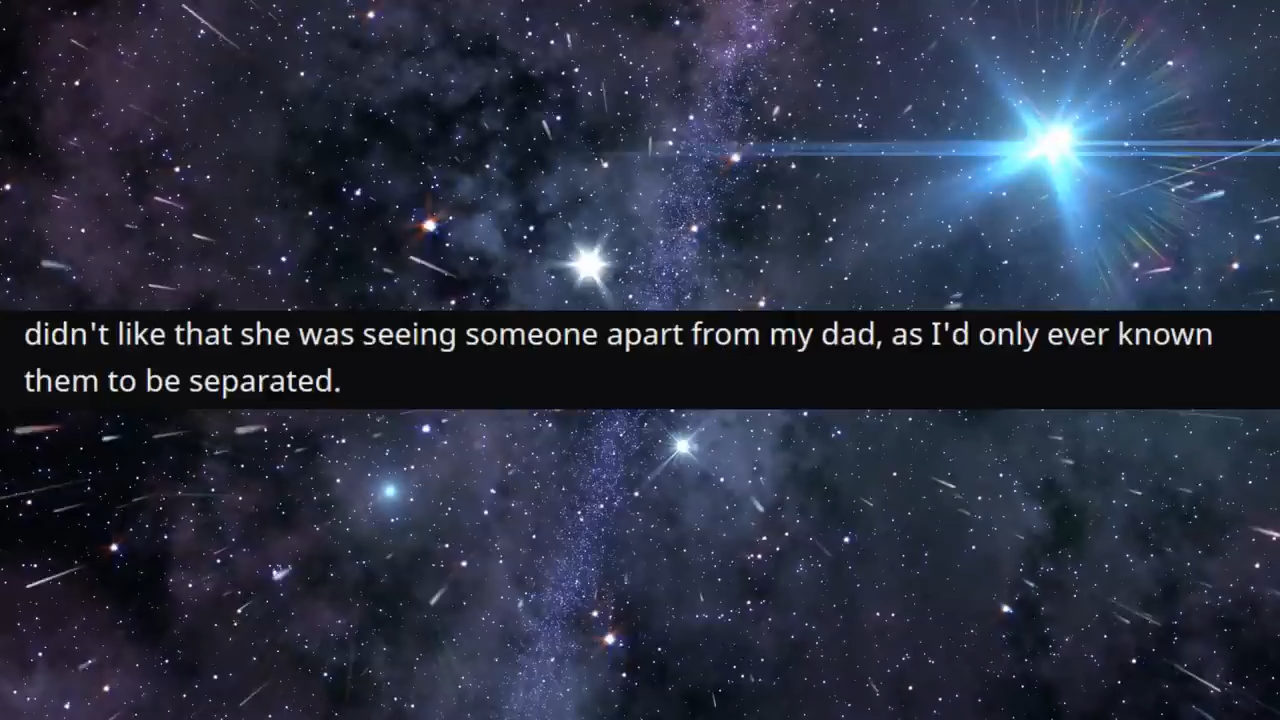 didn't like that she was seeing someone apart from my dad, as I'd only ever known
them to be separated.